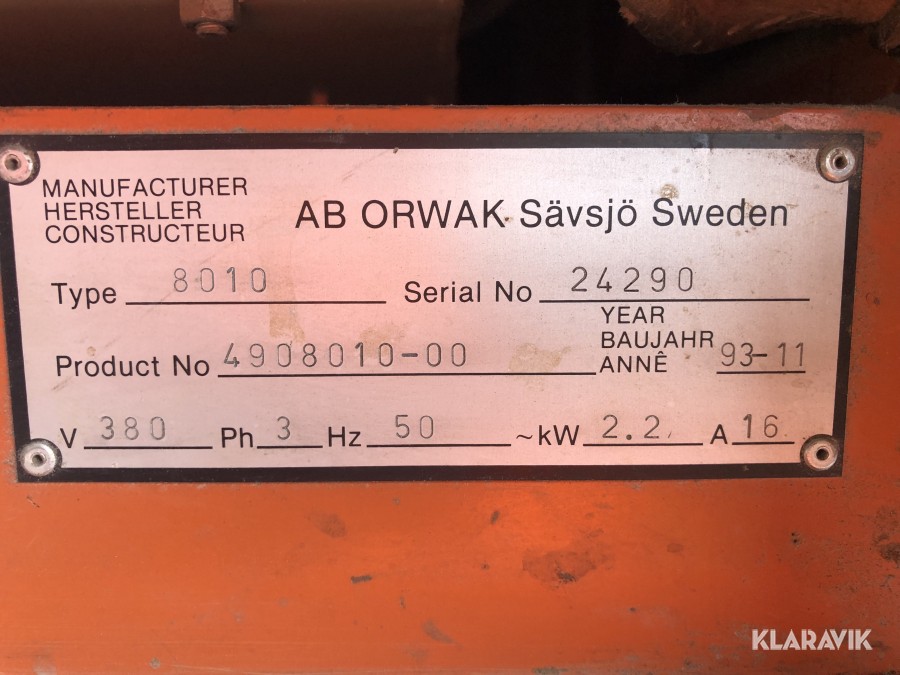 MANUFACTURER
HERSTELLER
CONSTRUCTEUR
AB ORWAK Sävsjö Sweden
Type 8010 Serial No 24290
Product No 4908010-00
YEAR
BAUJAHR
ANNÊ 93-11
V 380 Ph 3 Hz 50 ~kW 2.2 A 16
KLARAVIK